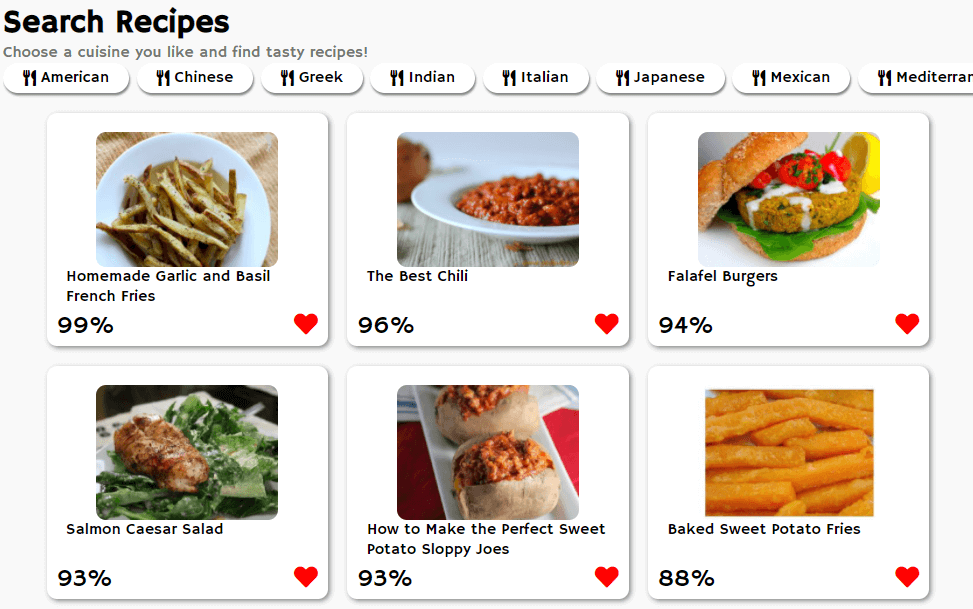 Search Recipes
Choose a cuisine you like and find tasty recipes!
American Chinese Greek Indian Italian Japanese Mexican Mediterran
Homemade Garlic and Basil
French Fries
99%
The Best Chili
96%
Falafel Burgers
94%
Salmon Caesar Salad
93%
How to Make the Perfect Sweet
Potato Sloppy Joes
93%
Baked Sweet Potato Fries
88%